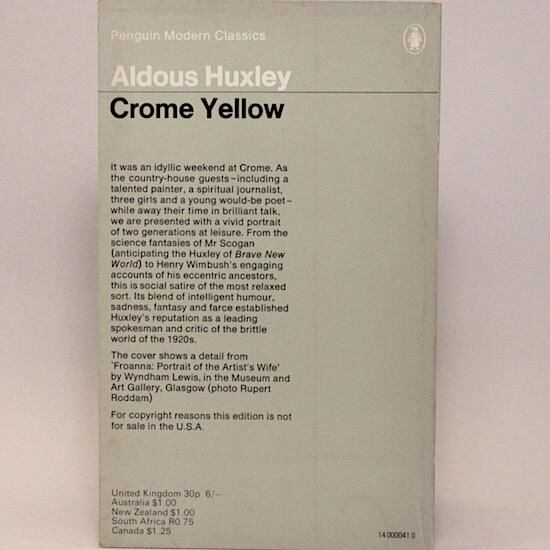 Penguin Modern Classics
Aldous Huxley
Crome Yellow
It was an idyllic weekend at Crome. As
the country-house guests – including a
talented painter, a spiritual journalist,
three girls and a young would-be poet –
while away their time in brilliant talk,
we are presented with a vivid portrait
of two generations at leisure. From the
science fantasies of Mr Scogan
(anticipating the Huxley of Brave New
World) to Henry Wimbush's engaging
accounts of his eccentric ancestors,
this is social satire of the most relaxed
sort. Its blend of intelligent humour,
sadness, fantasy and farce established
Huxley's reputation as a leading
spokesman and critic of the brittle
world of the 1920s.
The cover shows a detail from
'Froanna: Portrait of the Artist's Wife'
by Wyndham Lewis, in the Museum and
Art Gallery, Glasgow (photo Rupert
Roddam)
For copyright reasons this edition is not
for sale in the U.S.A.
United Kingdom 30p 6/–
Australia $1.00
New Zealand $1.00
South Africa R0.75
Canada $1.25
14 000041 0